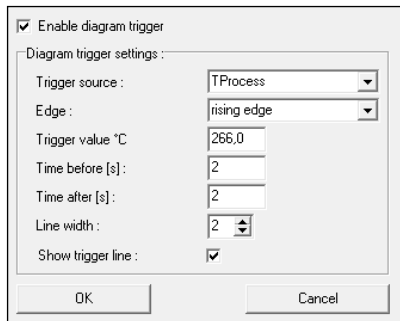 Enable diagram trigger
Diagram trigger settings :
Trigger source : TProcess
Edge : rising edge
Trigger value °C 266,0
Time before [s] : 2
Time after [s] : 2
Line width : 2
Show trigger line :
OK Cancel